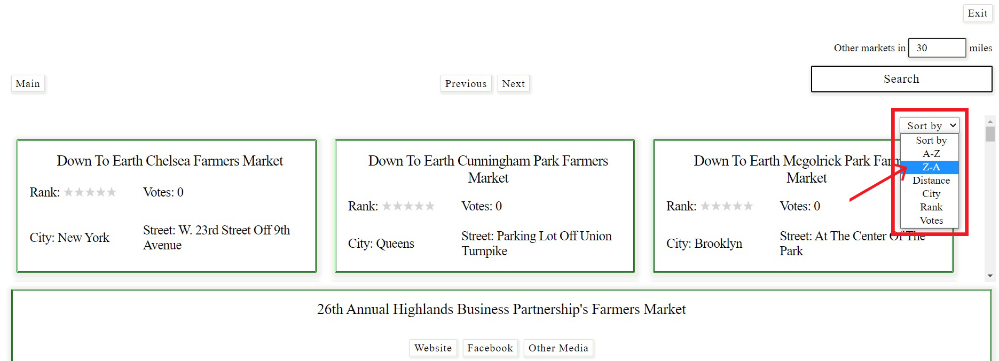 Exit
Other markets in 30 miles
Search
Main
Previous Next
Sort by
Sort by
A-Z
Z-A
Distance
City
Rank
Votes
Down To Earth Chelsea Farmers Market
Rank: ★★★★★ Votes: 0
City: New York
Street: W. 23rd Street Off 9th
Avenue
Down To Earth Cunningham Park Farmers
Market
Rank: ★★★★★ Votes: 0
City: Queens
Street: Parking Lot Off Union
Turnpike
Down To Earth Mcgolrick Park Farm
Market
Rank: ★★★★★ Votes: 0
City: Brooklyn
Street: At The Center Of The
Park
26th Annual Highlands Business Partnership's Farmers Market
Website Facebook Other Media